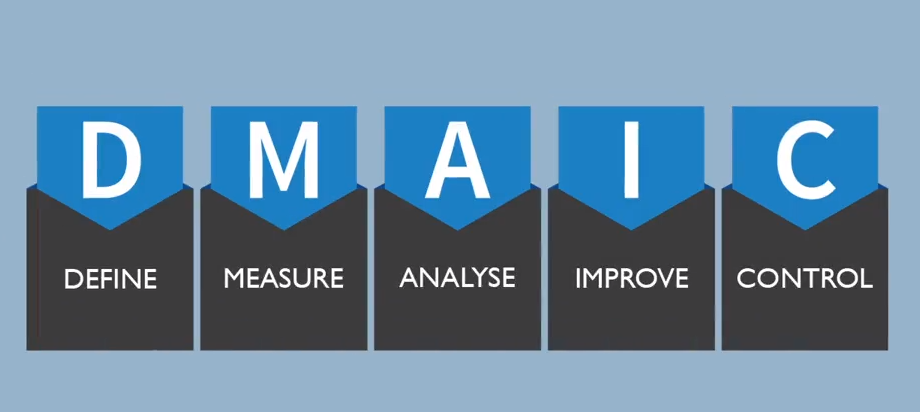 D M A I C
DEFINE MEASURE ANALYSE IMPROVE CONTROL